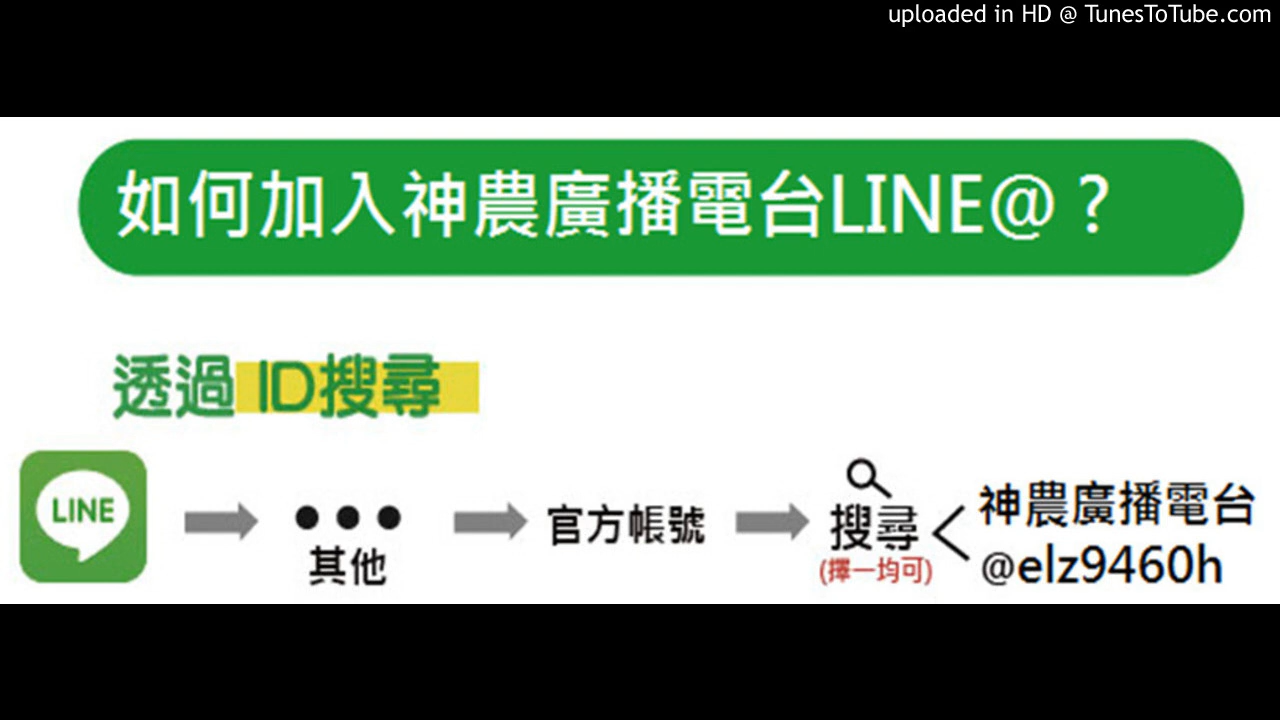 uploaded in HD @ TunesToTube.com
如何加入神農廣播電台LINE@？
透過 ID搜尋
LINE
其他
官方帳號
搜尋
(擇一均可)
神農廣播電台
@elz9460h